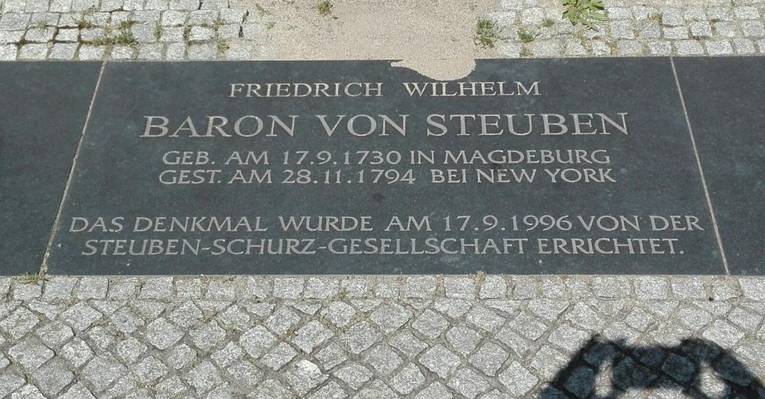 FRIEDRICH WILHELM
BARON VON STEUBEN
GEB. AM 17.9.1730 IN MAGDEBURG
GEST. AM 28.11.1794 BEI NEW YORK
DAS DENKMAL WURDE AM 17.9.1996 VON DER
STEUBEN-SCHURZ-GESELLSCHAFT ERRICHTET.